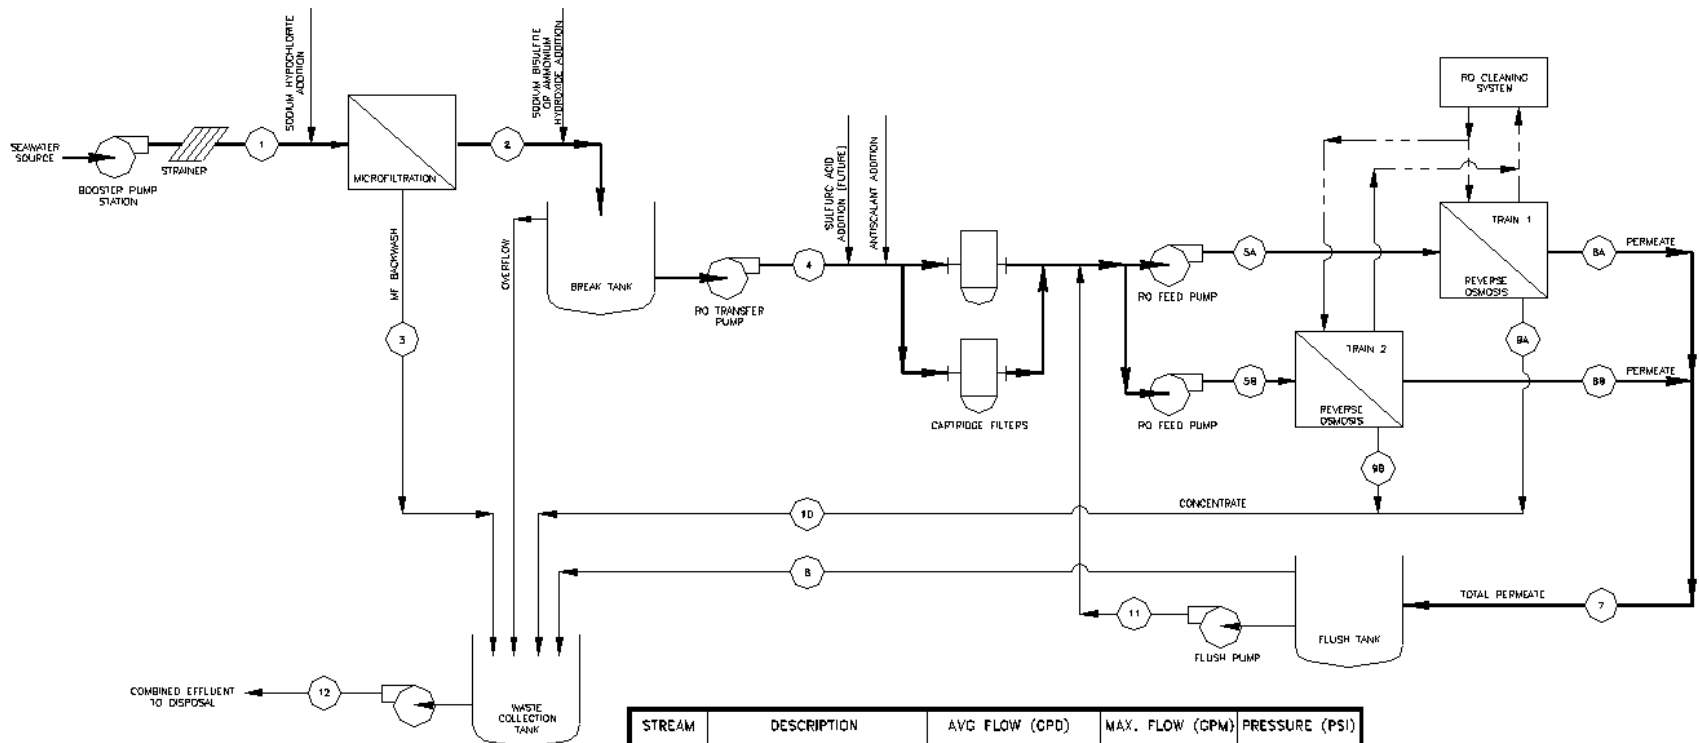 SODIUM HYPOCHLORITE
ADDITION
SODIUM BISULFITE
OR AMMONIUM
HYDROXIDE ADDITION
RO CLEANING
SYSTEM
SEAWATER
SOURCE
BOOSTER PUMP
STATION
STRAINER
1
MICROFILTRATION
2
MF BACKWASH
3
OVERFLOW
BREAK TANK
RO TRANSFER
PUMP
4
SULFURIC ACID
ADDITION (FUTURE)
ANTISCALANT ADDITION
CARTRIDGE FILTERS
RO FEED PUMP
5A
TRAIN 1
REVERSE
OSMOSIS
PERMEATE
9A
RO FEED PUMP
5B
TRAIN 2
REVERSE
OSMOSIS
PERMEATE
9B
CONCENTRATE
10
TOTAL PERMEATE
7
FLUSH TANK
11
FLUSH PUMP
WASTE
COLLECTION
TANK
12
COMBINED EFFLUENT
TO DISPOSAL
STREAM
DESCRIPTION
AVG FLOW (GPD)
MAX. FLOW (GPM)
PRESSURE (PSI)